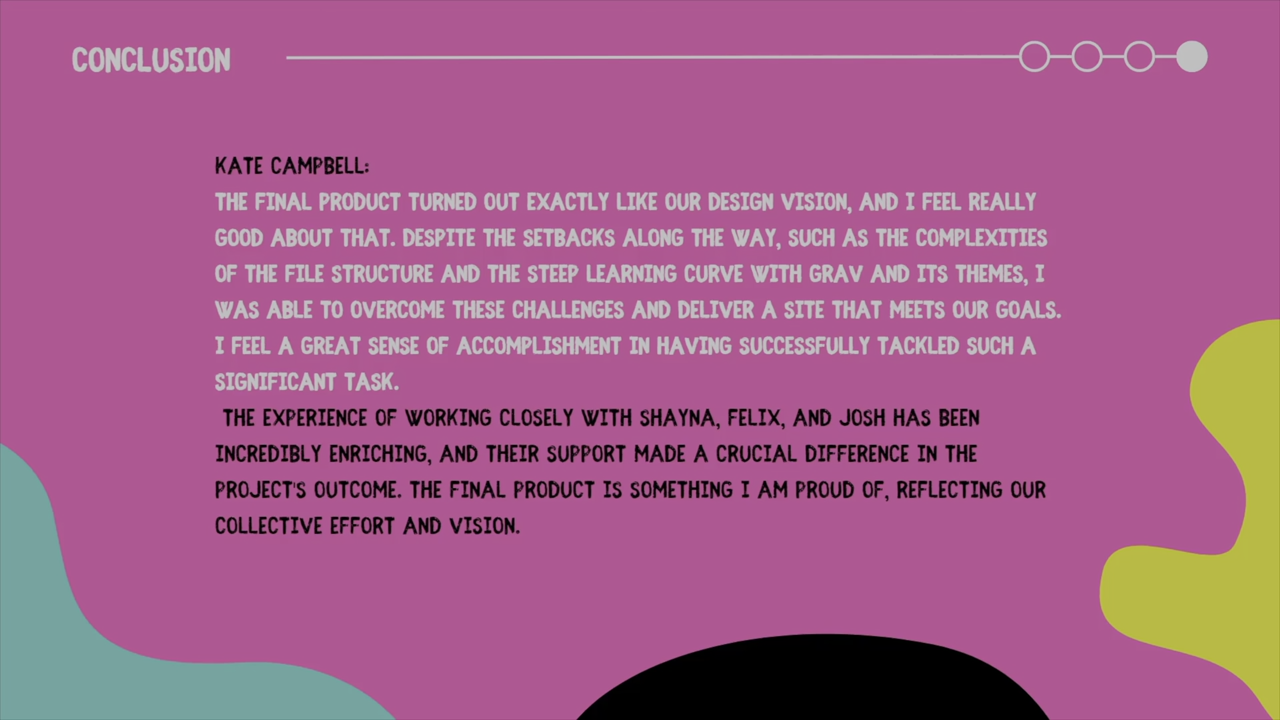 CONCLUSION
KATE CAMPBELL:
THE FINAL PRODUCT TURNED OUT EXACTLY LIKE OUR DESIGN VISION, AND I FEEL REALLY
GOOD ABOUT THAT. DESPITE THE SETBACKS ALONG THE WAY, SUCH AS THE COMPLEXITIES
OF THE FILE STRUCTURE AND THE STEEP LEARNING CURVE WITH GRAV AND ITS THEMES, I
WAS ABLE TO OVERCOME THESE CHALLENGES AND DELIVER A SITE THAT MEETS OUR GOALS.
I FEEL A GREAT SENSE OF ACCOMPLISHMENT IN HAVING SUCCESSFULLY TACKLED SUCH A
SIGNIFICANT TASK.
THE EXPERIENCE OF WORKING CLOSELY WITH SHAYNA, FELIX, AND JOSH HAS BEEN
INCREDIBLY ENRICHING, AND THEIR SUPPORT MADE A CRUCIAL DIFFERENCE IN THE
PROJECT'S OUTCOME. THE FINAL PRODUCT IS SOMETHING I AM PROUD OF, REFLECTING OUR
COLLECTIVE EFFORT AND VISION.